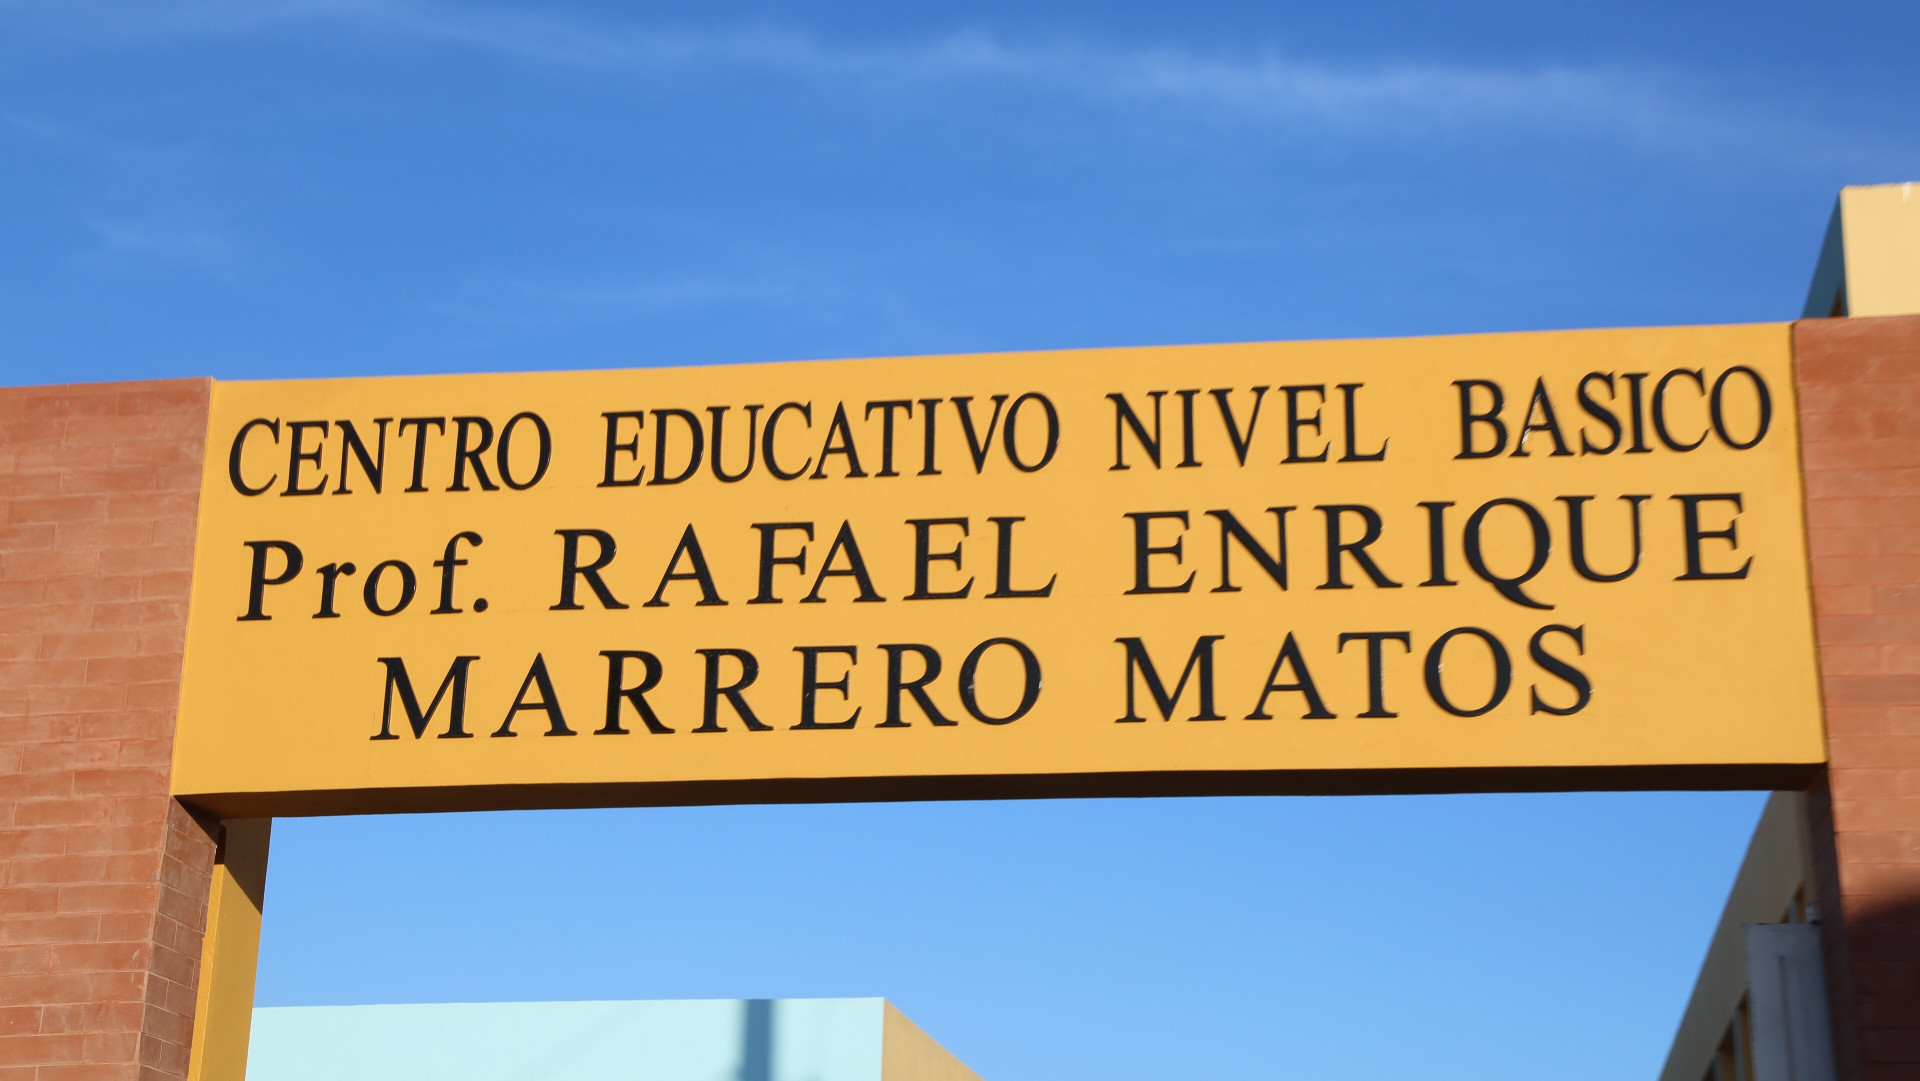 CENTRO EDUCATIVO NIVEL BASICO
Prof. RAFAEL ENRIQUE
MARRERO MATOS